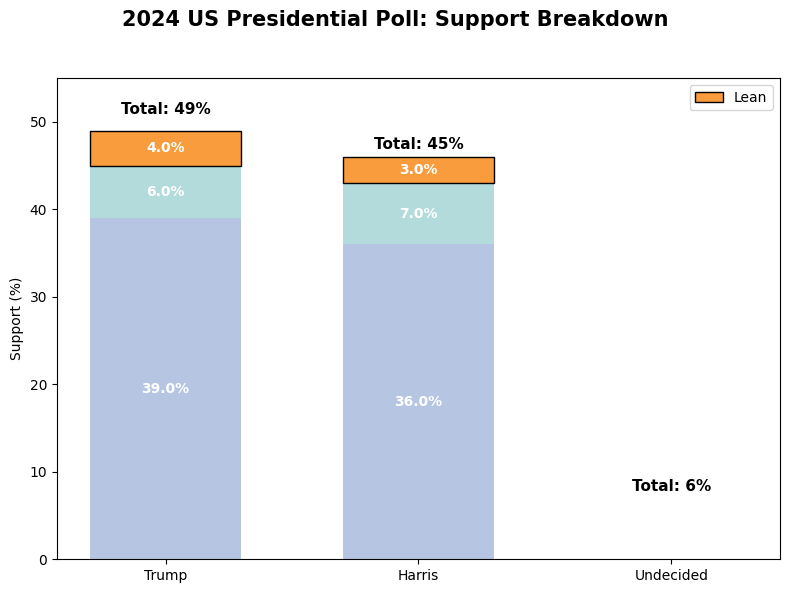 2024 US Presidential Poll: Support Breakdown
Lean
Total: 49%
Total: 45%
Total: 6%
4.0%
6.0%
39.0%
3.0%
7.0%
36.0%
Support (%)
50
40
30
20
10
0
Trump
Harris
Undecided